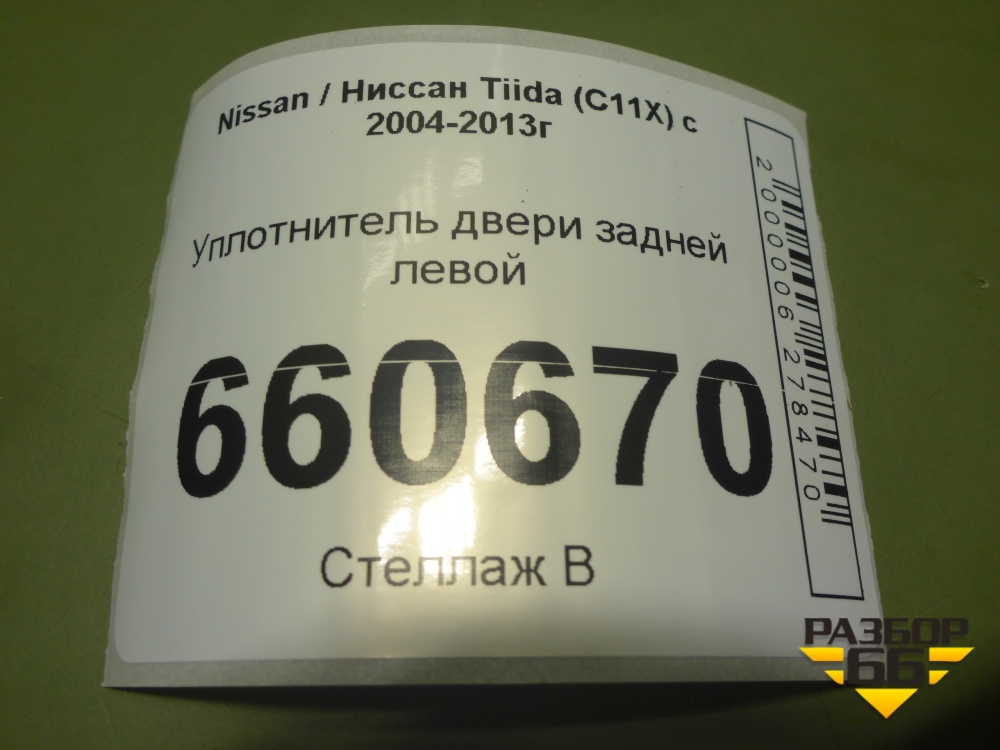 Nissan / Ниссан Tiida (C11X) с
2004-2013г
Уплотнитель двери задней
левой
660670
Стеллаж В
2000006278470
РАЗБОР
66